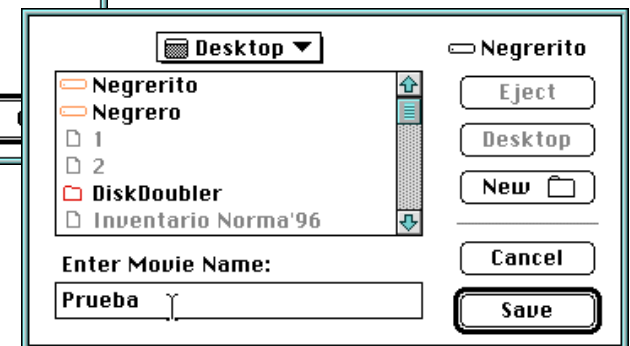 Desktop
Negrerito
Negrerito
Negrero
1
2
DiskDoubler
Inventario Norma'96
Eject
Desktop
New
Enter Movie Name:
Prueba
Cancel
Save